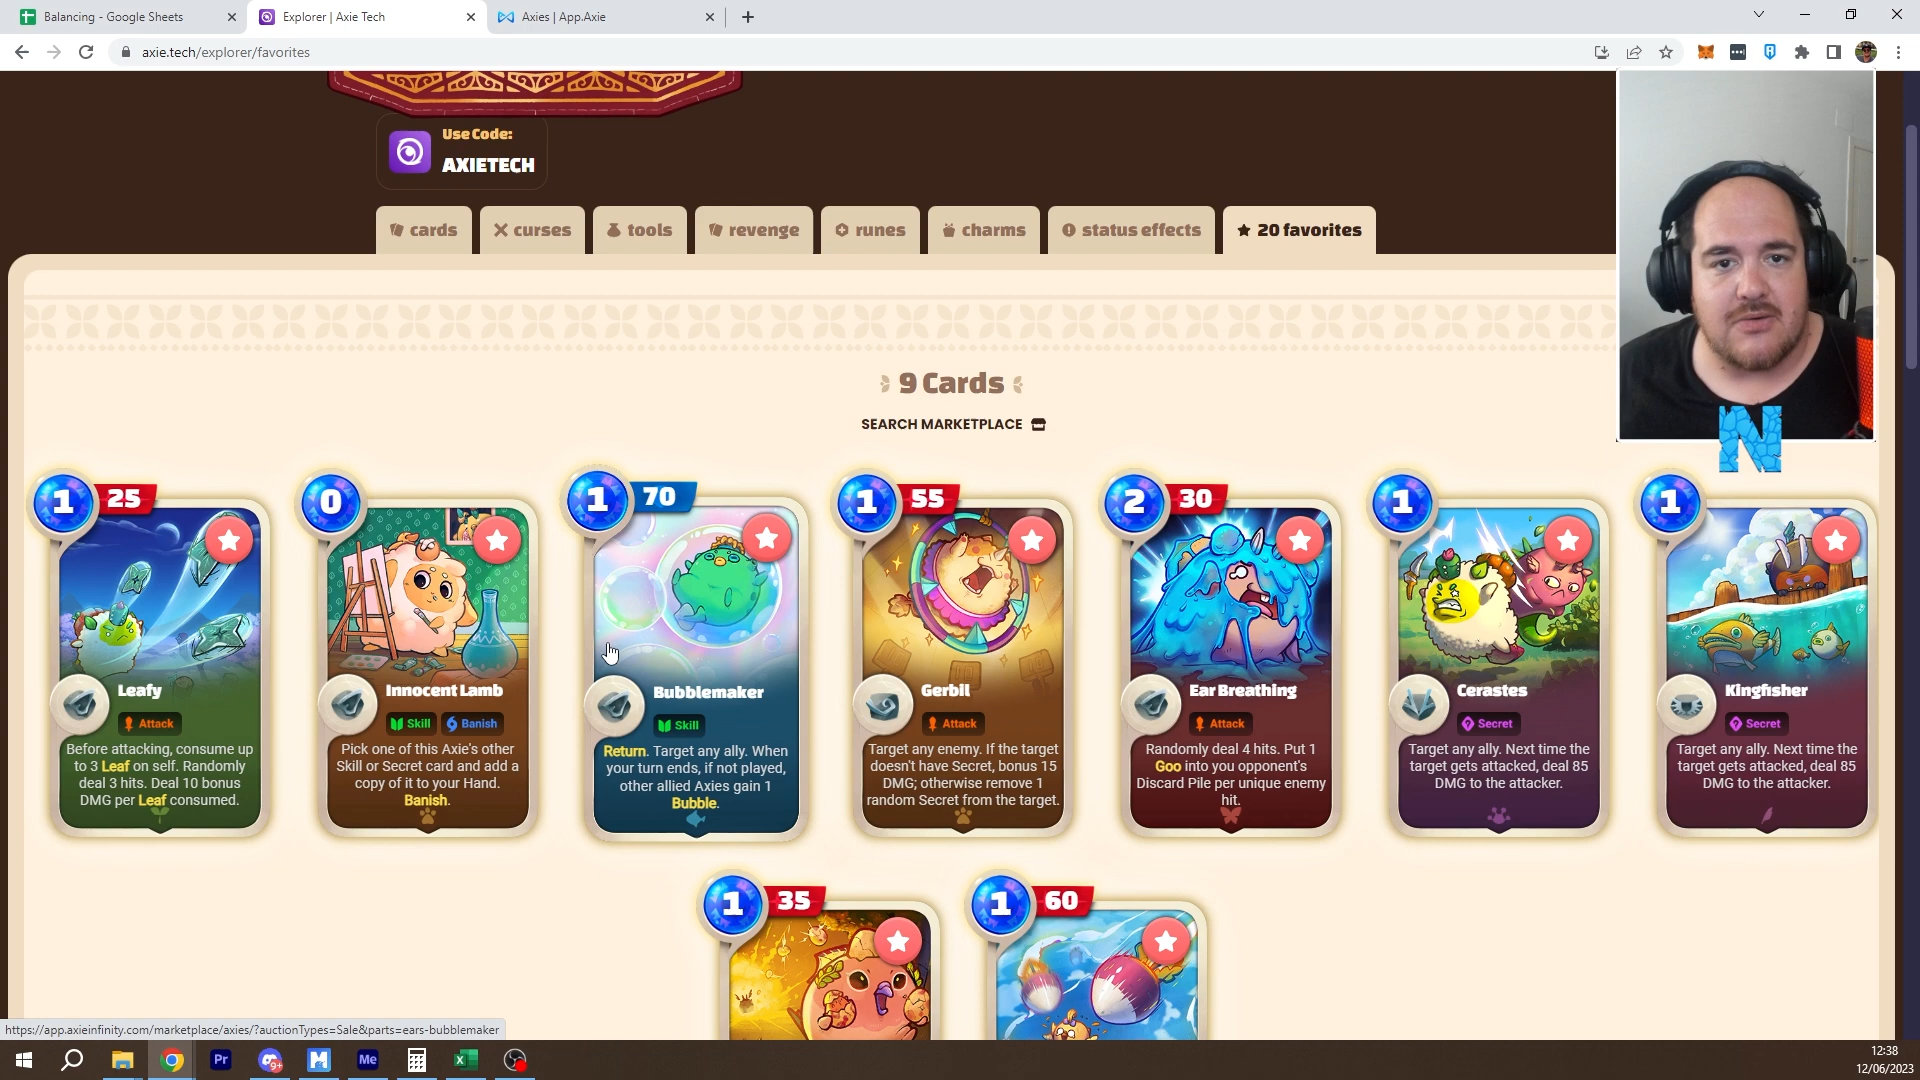 Balancing - Google Sheets
Explorer | Axie Tech
Axies | App.Axie
axie.tech/explorer/favorites
Use Code:
AXIETECH
cards
curses
tools
revenge
runes
charms
status effects
20 favorites
9 Cards
SEARCH MARKETPLACE
N
1 25
Leafy
Attack
Before attacking, consume up
to 3 Leaf on self. Randomly
deal 3 hits. Deal 10 bonus
DMG per Leaf consumed.
0
Innocent Lamb
Skill Banish
Pick one of this Axie's other
Skill or Secret card and add a
copy of it to your Hand.
Banish.
1 70
Bubblemaker
Skill
Return. Target any ally. When
your turn ends, if not played,
other allied Axies gain 1
Bubble.
1 55
Gerbil
Attack
Target any enemy. If the target
doesn't have Secret, bonus 15
DMG; otherwise remove 1
random Secret from the target.
2 30
Ear Breathing
Attack
Randomly deal 4 hits. Put 1
Goo into you opponent's
Discard Pile per unique enemy
hit.
1
Cerastes
Secret
Target any ally. Next time the
target gets attacked, deal 85
DMG to the attacker.
1
Kingfisher
Secret
Target any ally. Next time the
target gets attacked, deal 85
DMG to the attacker.
1 35
1 60
https://app.axieinfinity.com/marketplace/axies/?auctionTypes=Sale&parts=ears-bubblemaker
Pr
9+
M
Me
12:38
12/06/2023